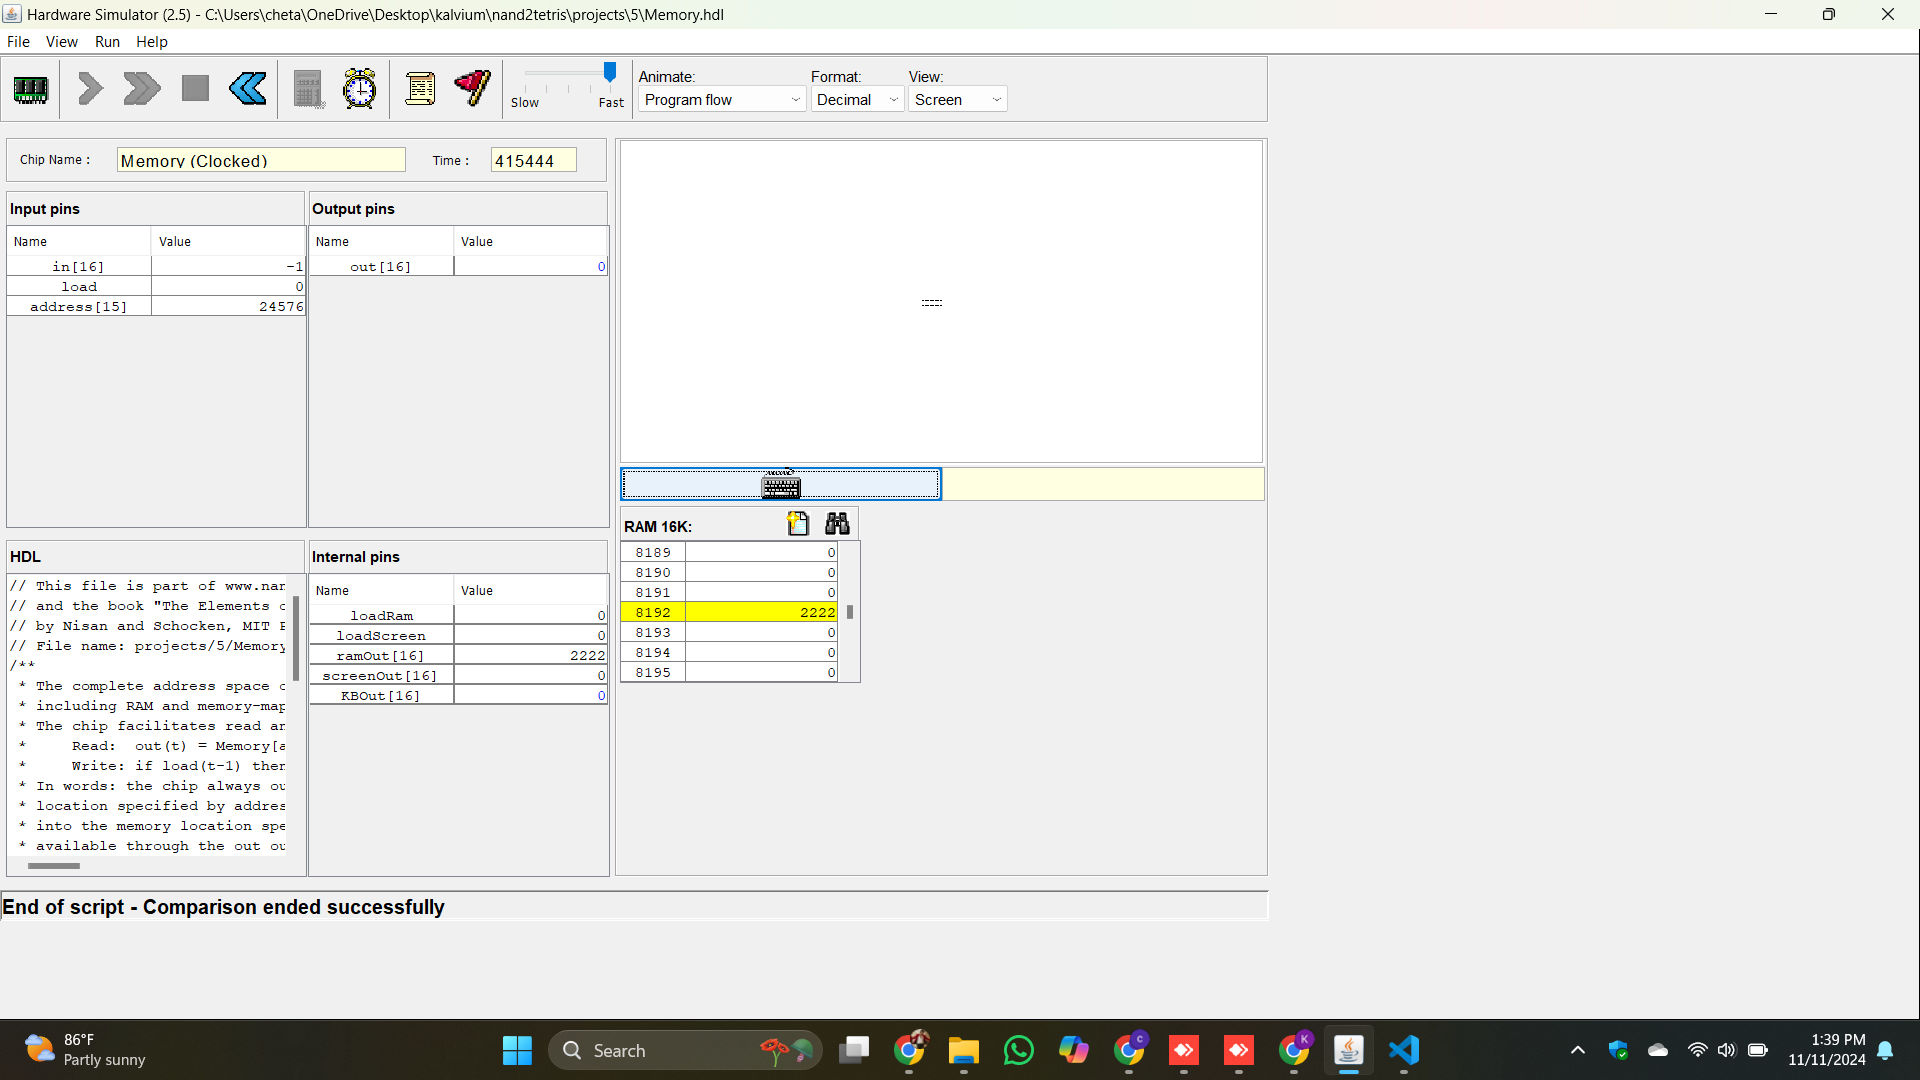 Hardware Simulator (2.5) - C:\Users\cheta\OneDrive\Desktop\kalvium\nand2tetris\projects\5\Memory.hdl
File View Run Help
Slow Fast
Animate: Format: View:
Program flow Decimal Screen
Chip Name : Memory (Clocked) Time : 415444
Input pins
Name Value
in[16] -1
load 0
address[15] 24576
Output pins
Name Value
out[16] 0
RAM 16K:
8189 0
8190 0
8191 0
8192 2222
8193 0
8194 0
8195 0
HDL
// This file is part of www.nan
// and the book "The Elements o
// by Nisan and Schocken, MIT P
// File name: projects/5/Memory
/**
* The complete address space o
* including RAM and memory-map
* The chip facilitates read an
* Read: out(t) = Memory[a
* Write: if load(t-1) then
* In words: the chip always ou
* location specified by addres
* into the memory location spe
* available through the out ou
Internal pins
Name Value
loadRam 0
loadScreen 0
ramOut[16] 2222
screenOut[16] 0
KBOut[16] 0
End of script - Comparison ended successfully
86°F
Partly sunny
Search
C
K
1:39 PM
11/11/2024